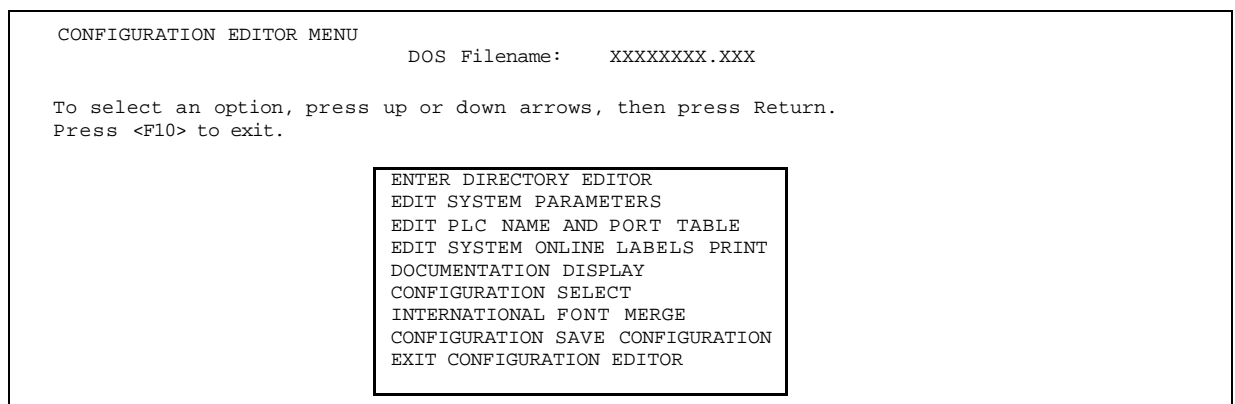 CONFIGURATION EDITOR MENU
DOS Filename: XXXXXXXX.XXX
To select an option, press up or down arrows, then press Return.
Press <F10> to exit.
ENTER DIRECTORY EDITOR
EDIT SYSTEM PARAMETERS
EDIT PLC NAME AND PORT TABLE
EDIT SYSTEM ONLINE LABELS PRINT
DOCUMENTATION DISPLAY
CONFIGURATION SELECT
INTERNATIONAL FONT MERGE
CONFIGURATION SAVE CONFIGURATION
EXIT CONFIGURATION EDITOR